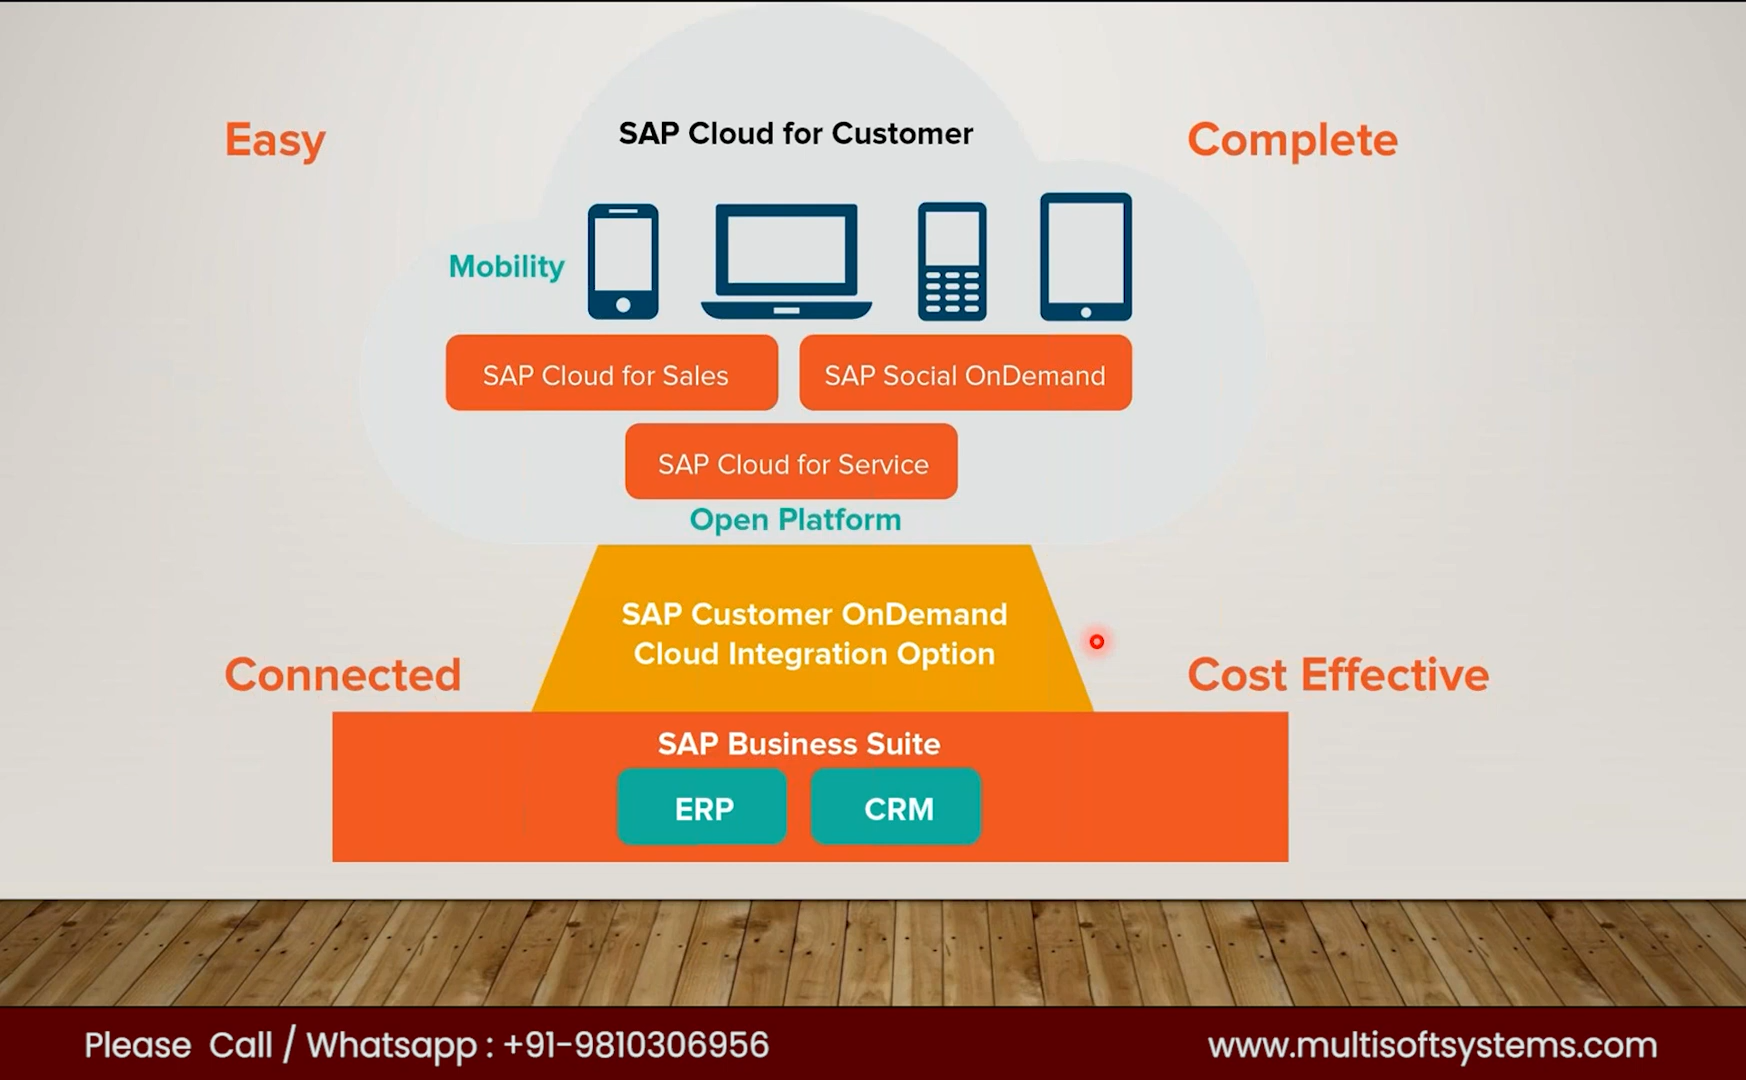 SAP Cloud for Customer
Easy
Complete
Mobility
SAP Cloud for Sales
SAP Social OnDemand
SAP Cloud for Service
Open Platform
SAP Customer OnDemand
Cloud Integration Option
Connected
Cost Effective
SAP Business Suite
ERP
CRM
Please Call / Whatsapp : +91-9810306956
www.multisoftsystems.com